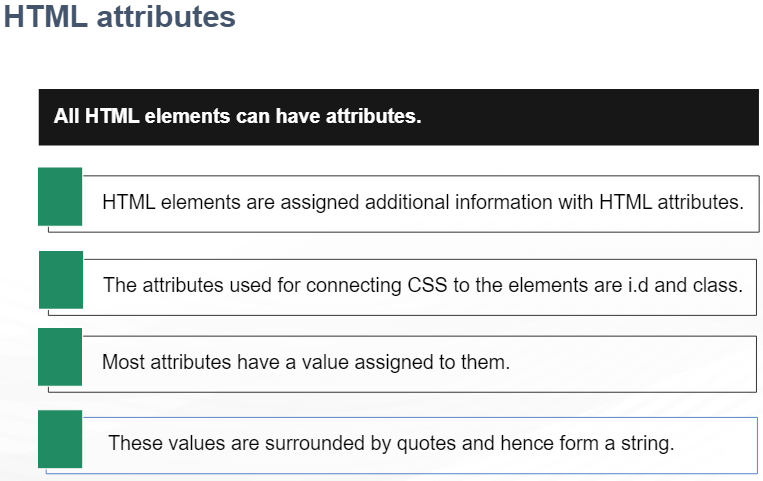 HTML attributes
All HTML elements can have attributes.
HTML elements are assigned additional information with HTML attributes.
The attributes used for connecting CSS to the elements are i.d and class.
Most attributes have a value assigned to them.
These values are surrounded by quotes and hence form a string.